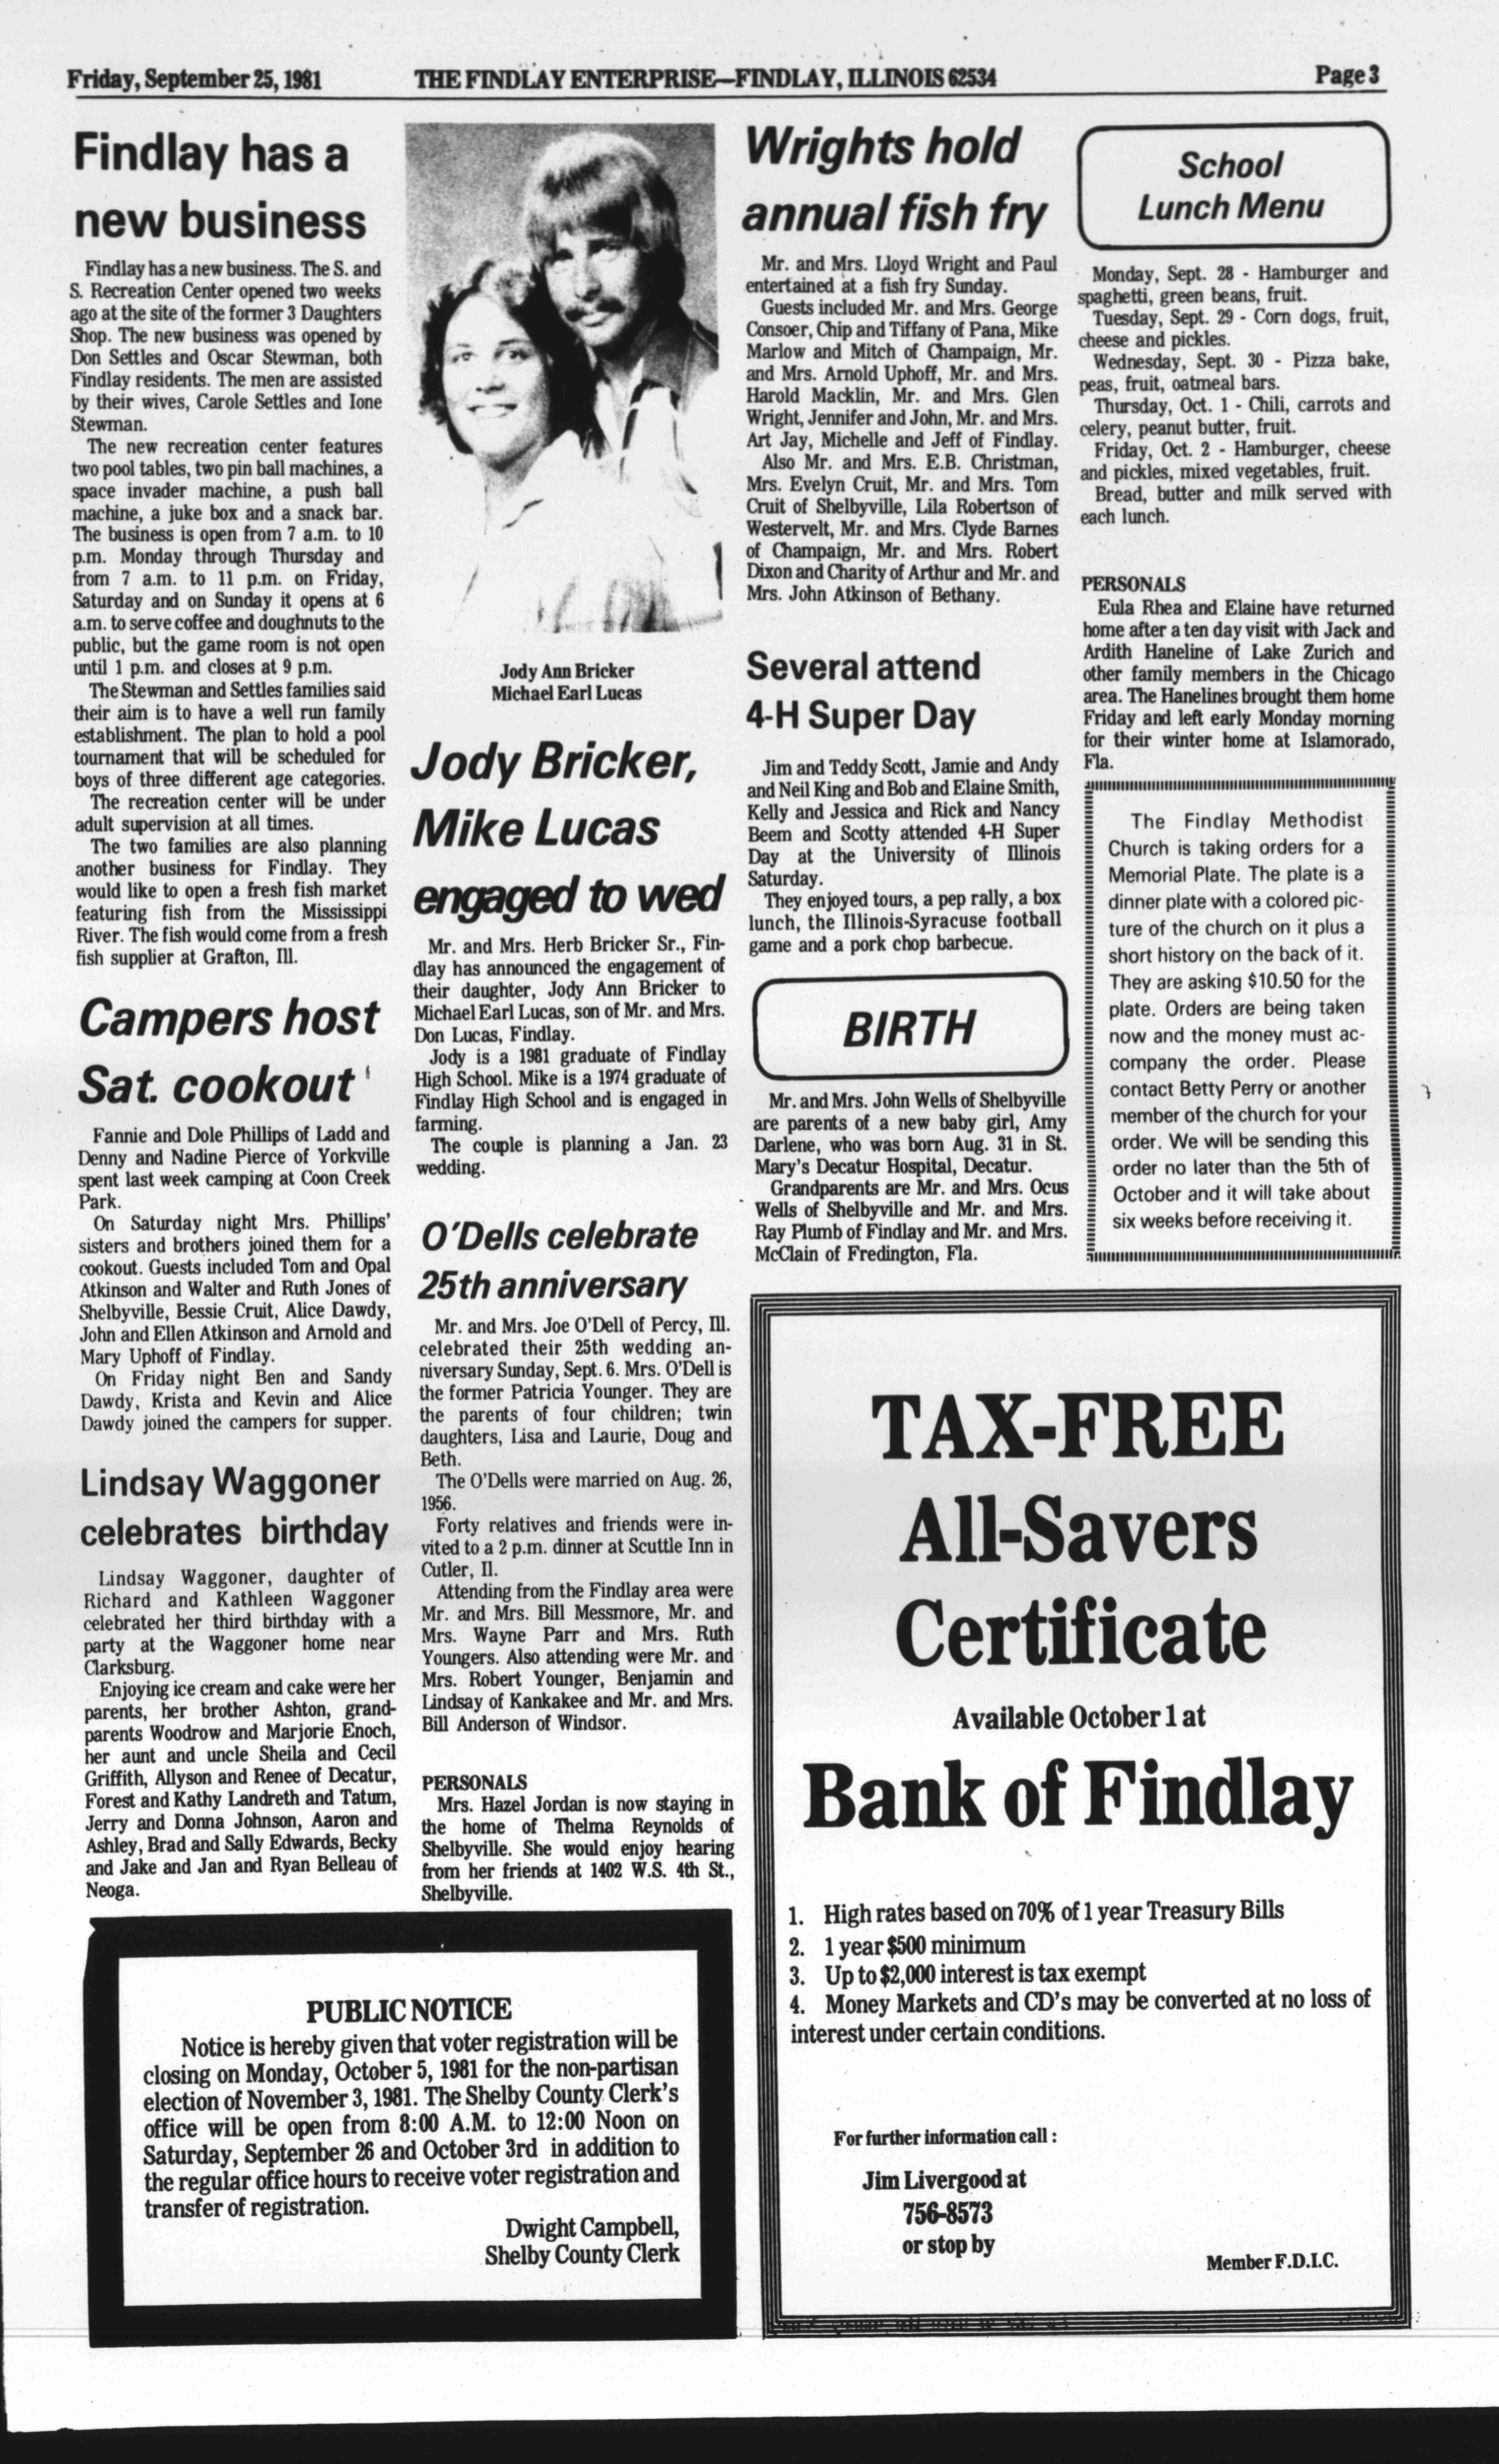 Friday, September 25, 1981
THE FINDLAY ENTERPRISE—FINDLAY, ILLINOIS 62534
Page 3
Findlay has a
new business
Findlay has a new business. The S. and
S. Recreation Center opened two weeks
ago at the site of the former 3 Daughters
Shop. The new business was opened by
Don Settles and Oscar Stewman, both
Findlay residents. The men are assisted
by their wives, Carole Settles and Ione
Stewman.
The new recreation center features
two pool tables, two pin ball machines, a
space invader machine, a push ball
machine, a juke box and a snack bar.
The business is open from 7 a.m. to 10
p.m. Monday through Thursday and
from 7 a.m. to 11 p.m. on Friday,
Saturday and on Sunday it opens at 6
a.m. to serve coffee and doughnuts to the
public, but the game room is not open
until 1 p.m. and closes at 9 p.m.
The Stewman and Settles families said
their aim is to have a well run family
establishment. The plan to hold a pool
tournament that will be scheduled for
boys of three different age categories.
The recreation center will be under
adult supervision at all times.
The two families are also planning
another business for Findlay. They
would like to open a fresh fish market
featuring fish from the Mississippi
River. The fish would come from a fresh
fish supplier at Grafton, Ill.
Campers host
Sat. cookout
Fannie and Dole Phillips of Ladd and
Denny and Nadine Pierce of Yorkville
spent last week camping at Coon Creek
Park.
On Saturday night Mrs. Phillips'
sisters and brothers joined them for a
cookout. Guests included Tom and Opal
Atkinson and Walter and Ruth Jones of
Shelbyville, Bessie Cruit, Alice Dawdy,
John and Ellen Atkinson and Arnold and
Mary Uphoff of Findlay.
On Friday night Ben and Sandy
Dawdy, Krista and Kevin and Alice
Dawdy joined the campers for supper.
Lindsay Waggoner
celebrates birthday
Lindsay Waggoner, daughter of
Richard and Kathleen Waggoner
celebrated her third birthday with a
party at the Waggoner home near
Clarksburg.
Enjoying ice cream and cake were her
parents, her brother Ashton, grand-
parents Woodrow and Marjorie Enoch,
her aunt and uncle Sheila and Cecil
Griffith, Allyson and Renee of Decatur,
Forest and Kathy Landreth and Tatum,
Jerry and Donna Johnson, Aaron and
Ashley, Brad and Sally Edwards, Becky
and Jake and Jan and Ryan Belleau of
Neoga.
Jody Ann Bricker
Michael Earl Lucas
Jody Bricker,
Mike Lucas
engaged to wed
Mr. and Mrs. Herb Bricker Sr., Fin-
dlay has announced the engagement of
their daughter, Jody Ann Bricker to
Michael Earl Lucas, son of Mr. and Mrs.
Don Lucas, Findlay.
Jody is a 1981 graduate of Findlay
High School. Mike is a 1974 graduate of
Findlay High School and is engaged in
farming.
The couple is planning a Jan. 23
wedding.
O'Dells celebrate
25th anniversary
Mr. and Mrs. Joe O'Dell of Percy, Ill.
celebrated their 25th wedding an-
niversary Sunday, Sept. 6. Mrs. O'Dell is
the former Patricia Younger. They are
the parents of four children; twin
daughters, Lisa and Laurie, Doug and
Beth.
The O'Dells were married on Aug. 26,
1956.
Forty relatives and friends were in-
vited to a 2 p.m. dinner at Scuttle Inn in
Cutler, Il.
Attending from the Findlay area were
Mr. and Mrs. Bill Messmore, Mr. and
Mrs. Wayne Parr and Mrs. Ruth
Youngers. Also attending were Mr. and
Mrs. Robert Younger, Benjamin and
Lindsay of Kankakee and Mr. and Mrs.
Bill Anderson of Windsor.
PERSONALS
Mrs. Hazel Jordan is now staying in
the home of Thelma Reynolds of
Shelbyville. She would enjoy hearing
from her friends at 1402 W.S. 4th St.,
Shelbyville.
PUBLIC NOTICE
Notice is hereby given that voter registration will be
closing on Monday, October 5, 1981 for the non-partisan
election of November 3, 1981. The Shelby County Clerk's
office will be open from 8:00 A.M. to 12:00 Noon on
Saturday, September 26 and October 3rd in addition to
the regular office hours to receive voter registration and
transfer of registration.
Dwight Campbell,
Shelby County Clerk
Wrights hold
annual fish fry
Mr. and Mrs. Lloyd Wright and Paul
entertained at a fish fry Sunday.
Guests included Mr. and Mrs. George
Consoer, Chip and Tiffany of Pana, Mike
Marlow and Mitch of Champaign, Mr.
and Mrs. Arnold Uphoff, Mr. and Mrs.
Harold Macklin, Mr. and Mrs. Glen
Wright, Jennifer and John, Mr. and Mrs.
Art Jay, Michelle and Jeff of Findlay.
Also Mr. and Mrs. E.B. Christman,
Mrs. Evelyn Cruit, Mr. and Mrs. Tom
Cruit of Shelbyville, Lila Robertson of
Westervelt, Mr. and Mrs. Clyde Barnes
of Champaign, Mr. and Mrs. Robert
Dixon and Charity of Arthur and Mr. and
Mrs. John Atkinson of Bethany.
Several attend
4-H Super Day
Jim and Teddy Scott, Jamie and Andy
and Neil King and Bob and Elaine Smith,
Kelly and Jessica and Rick and Nancy
Beem and Scotty attended 4-H Super
Day at the University of Illinois
Saturday.
They enjoyed tours, a pep rally, a box
lunch, the Illinois-Syracuse football
game and a pork chop barbecue.
BIRTH
Mr. and Mrs. John Wells of Shelbyville
are parents of a new baby girl, Amy
Darlene, who was born Aug. 31 in St.
Mary's Decatur Hospital, Decatur.
Grandparents are Mr. and Mrs. Ocus
Wells of Shelbyville and Mr. and Mrs.
Ray Plumb of Findlay and Mr. and Mrs.
McClain of Fredington, Fla.
School
Lunch Menu
Monday, Sept. 28 - Hamburger and
spaghetti, green beans, fruit.
Tuesday, Sept. 29 - Corn dogs, fruit,
cheese and pickles.
Wednesday, Sept. 30 - Pizza bake,
peas, fruit, oatmeal bars.
Thursday, Oct. 1 - Chili, carrots and
celery, peanut butter, fruit.
Friday, Oct. 2 - Hamburger, cheese
and pickles, mixed vegetables, fruit.
Bread, butter and milk served with
each lunch.
PERSONALS
Eula Rhea and Elaine have returned
home after a ten day visit with Jack and
Ardith Haneline of Lake Zurich and
other family members in the Chicago
area. The Hanelines brought them home
Friday and left early Monday morning
for their winter home at Islamorado,
Fla.
The Findlay Methodist
Church is taking orders for a
Memorial Plate. The plate is a
dinner plate with a colored pic-
ture of the church on it plus a
short history on the back of it.
They are asking $10.50 for the
plate. Orders are being taken
now and the money must ac-
company the order. Please
contact Betty Perry or another
member of the church for your
order. We will be sending this
order no later than the 5th of
October and it will take about
six weeks before receiving it.
TAX-FREE
All-Savers
Certificate
Available October 1 at
Bank of Findlay
1. High rates based on 70% of 1 year Treasury Bills
2. 1 year $500 minimum
3. Up to $2,000 interest is tax exempt
4. Money Markets and CD's may be converted at no loss of
interest under certain conditions.
For further information call :
Jim Livergood at
756-8573
or stop by
Member F.D.I.C.